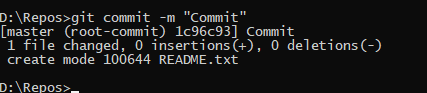 D:\Repos>git commit -m "Commit"
[master (root-commit) 1c96c93] Commit
 1 file changed, 0 insertions(+), 0 deletions(-)
 create mode 100644 README.txt

D:\Repos>_